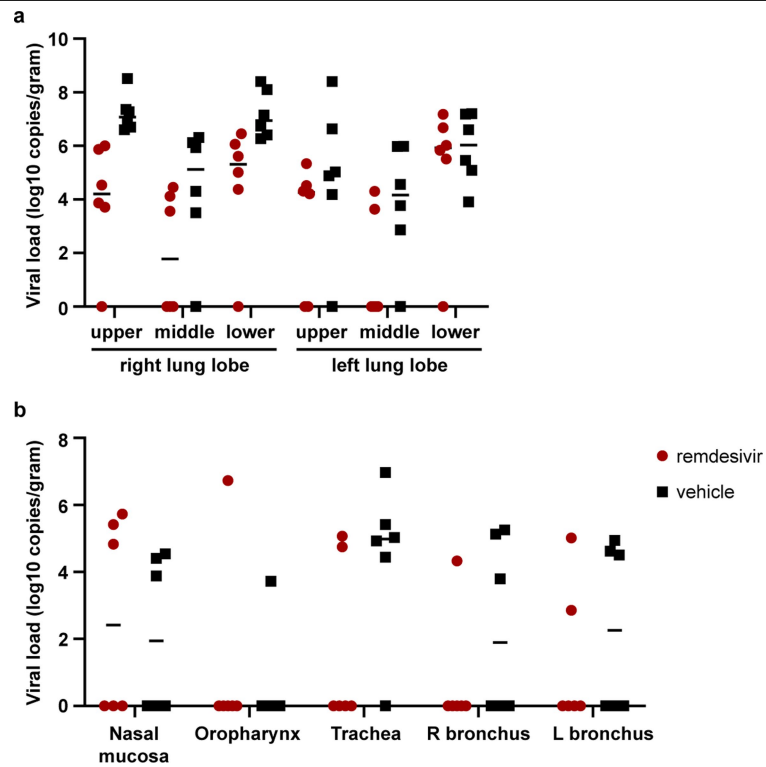 a
Viral load (log10 copies/gram)
10
8
6
4
2
0
upper middle lower upper middle lower
right lung lobe left lung lobe
b
Viral load (log10 copies/gram)
8
6
4
2
0
Nasal mucosa Oropharynx Trachea R bronchus L bronchus
remdesivir
vehicle